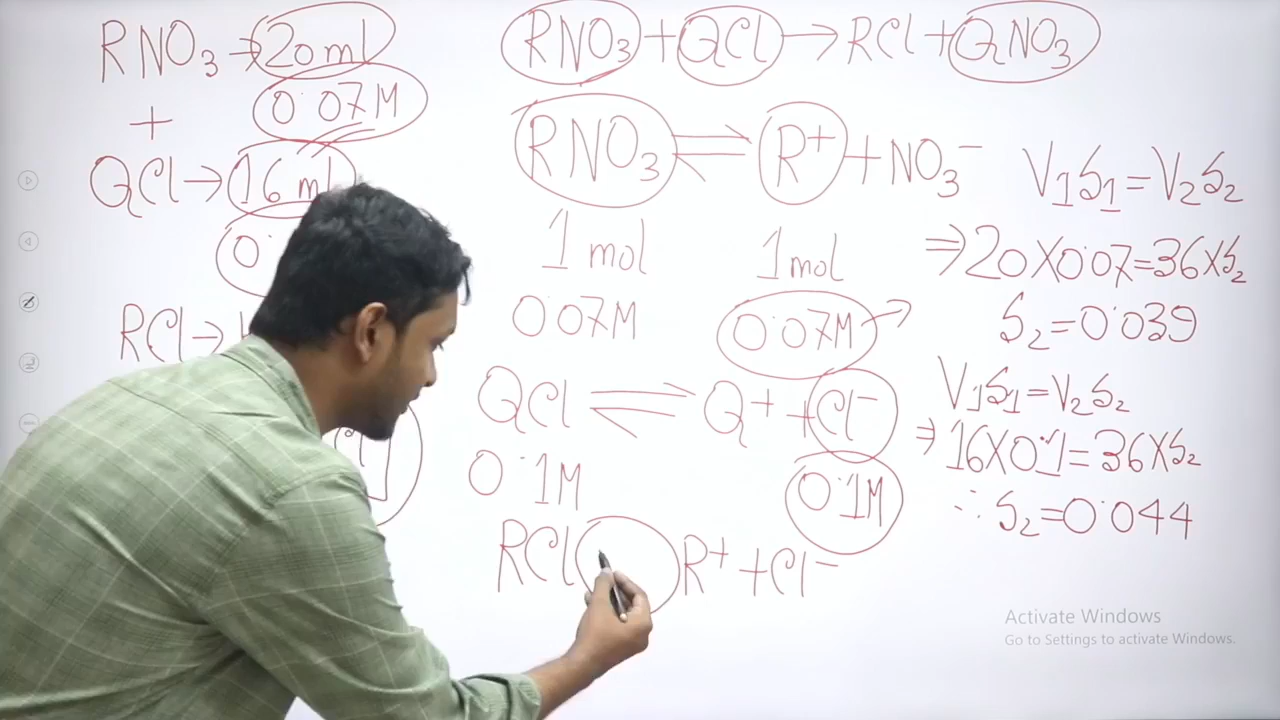 RNO₃ → 20 ml
0.07M
+
QCl → 16 ml
0.
RCl →
RNO₃ + QCl → RCl + QNO₃
RNO₃ ⇌ R⁺ + NO₃⁻
1 mol 1 mol
0.07M 0.07M
QCl ⇌ Q⁺ + Cl⁻
0.1M 0.1M
RCl R⁺ + Cl⁻
V₁S₁ = V₂S₂
⇒ 20×0.07 = 36×S₂
S₂ = 0.039
V₁S₁ = V₂S₂
⇒ 16×0.1 = 36×S₂
∴ S₂ = 0.044
Activate Windows
Go to Settings to activate Windows.